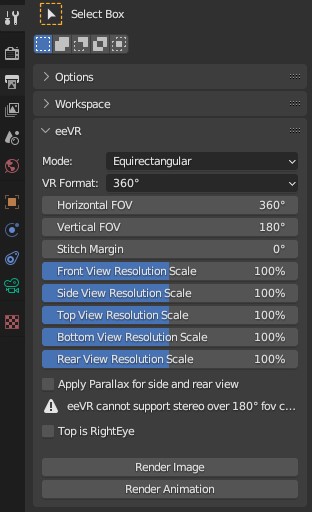 Select Box
Options
Workspace
eeVR
Mode: Equirectangular
VR Format: 360°
Horizontal FOV 360°
Vertical FOV 180°
Stitch Margin 0°
Front View Resolution Scale 100%
Side View Resolution Scale 100%
Top View Resolution Scale 100%
Bottom View Resolution Scale 100%
Rear View Resolution Scale 100%
Apply Parallax for side and rear view
eeVR cannot support stereo over 180° fov c...
Top is RightEye
Render Image
Render Animation